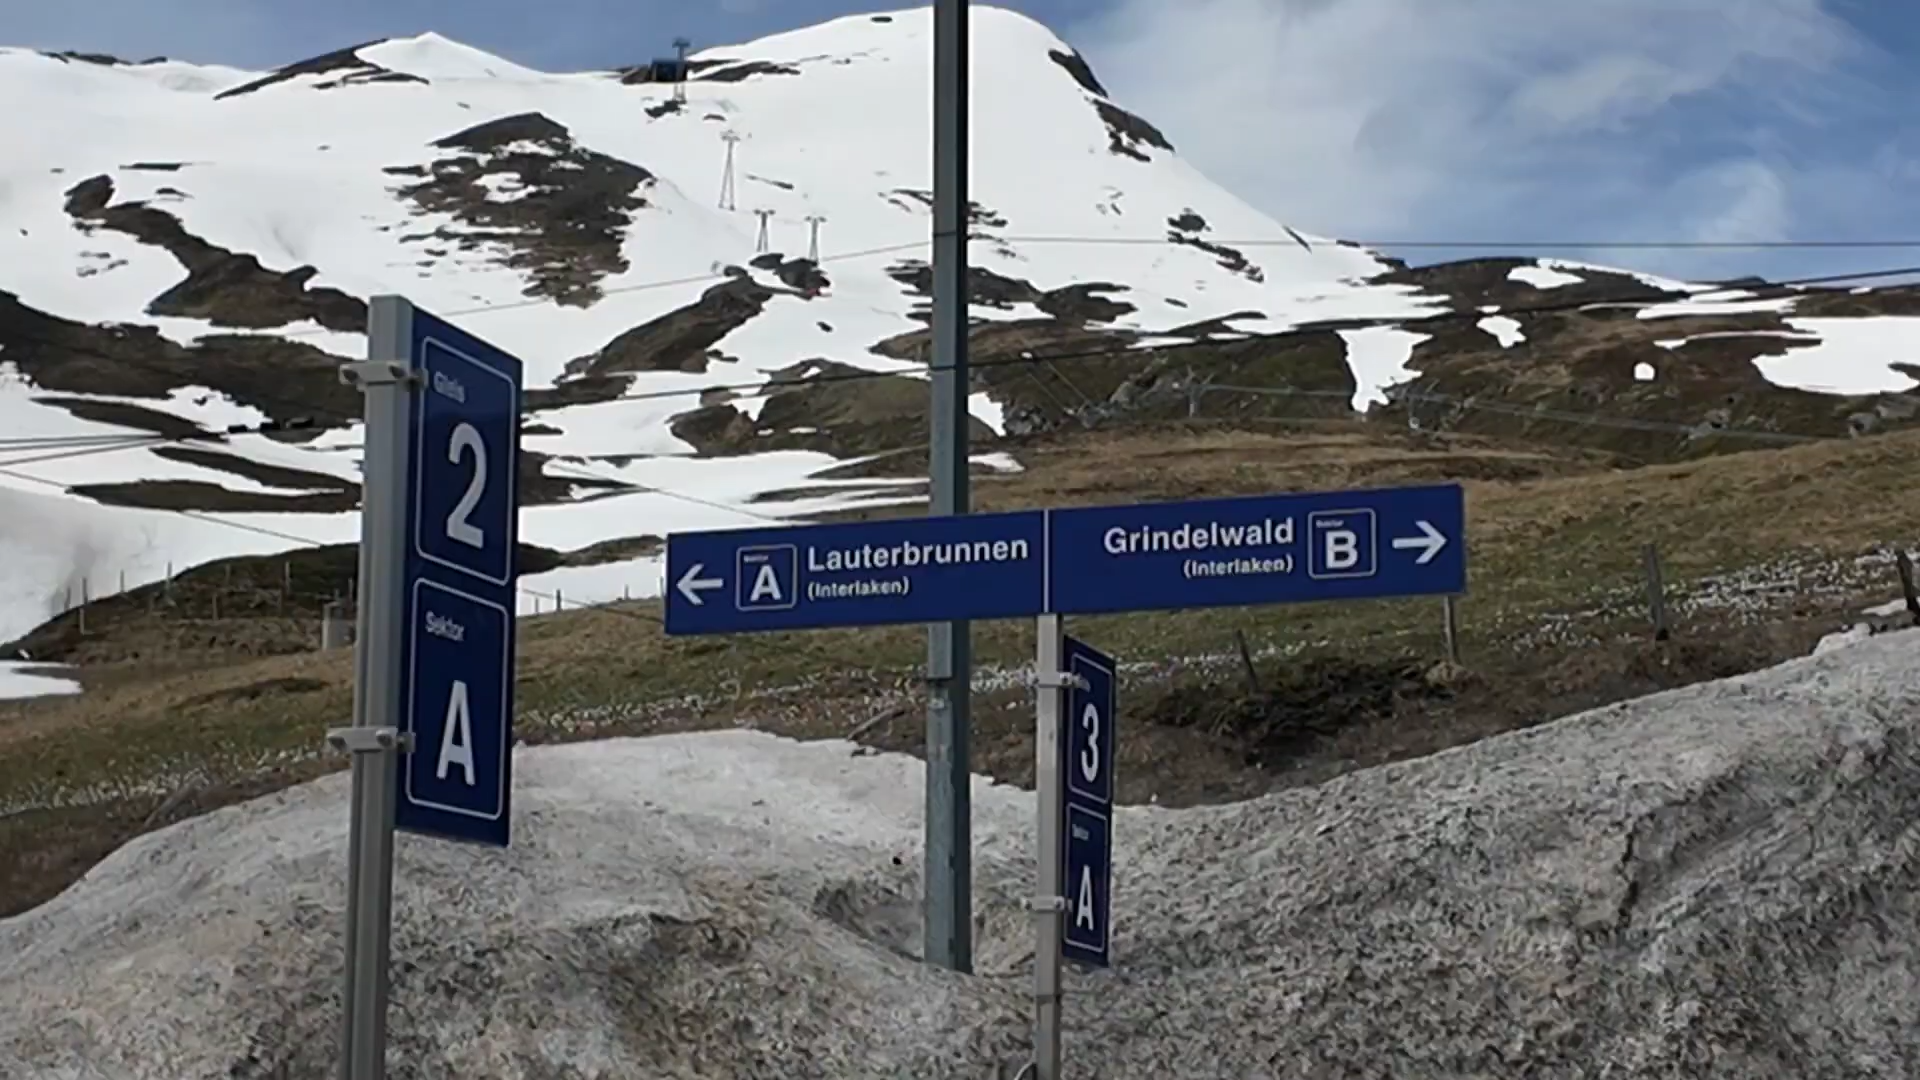 Gleis
2
Sektor
A
Sektor
A
Lauterbrunnen
(Interlaken)
Grindelwald
(Interlaken)
Sektor
B
3
Sektor
A